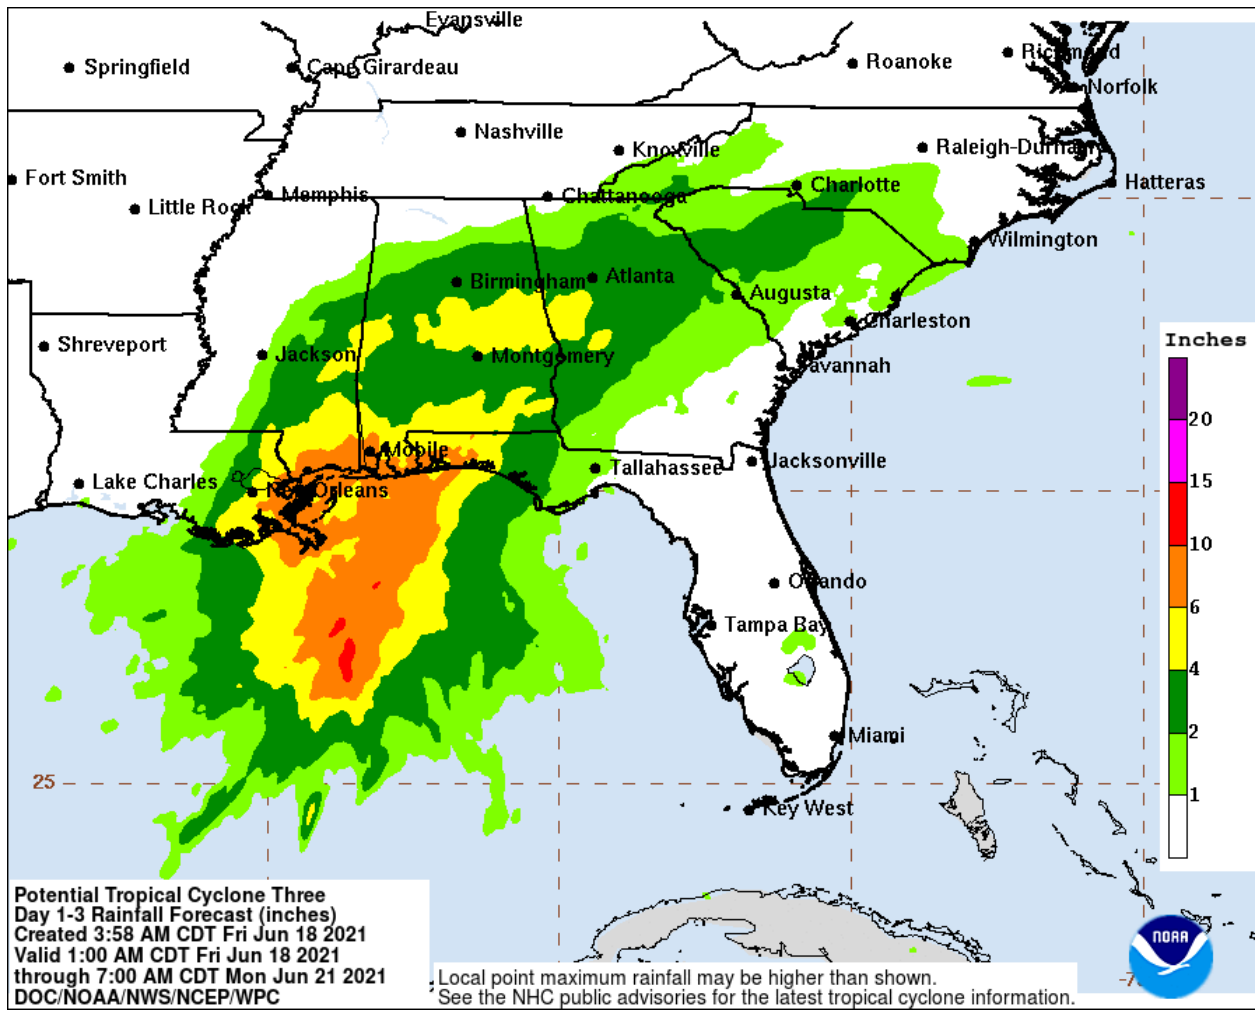 Evansville
Springfield
Cape Girardeau
Roanoke
Richmond
Norfolk
Nashville
Knoxville
Raleigh-Durham
Fort Smith
Memphis
Chattanooga
Charlotte
Hatteras
Little Rock
Wilmington
Birmingham
Atlanta
Augusta
Charleston
Shreveport
Jackson
Montgomery
Savannah
Inches
20
15
10
6
4
2
1
Mobile
Tallahassee
Jacksonville
Lake Charles
New Orleans
Orlando
Tampa Bay
Miami
25
Key West
Potential Tropical Cyclone Three
Day 1-3 Rainfall Forecast (inches)
Created 3:58 AM CDT Fri Jun 18 2021
Valid 1:00 AM CDT Fri Jun 18 2021
through 7:00 AM CDT Mon Jun 21 2021
DOC/NOAA/NWS/NCEP/WPC
Local point maximum rainfall may be higher than shown.
See the NHC public advisories for the latest tropical cyclone information.
NOAA